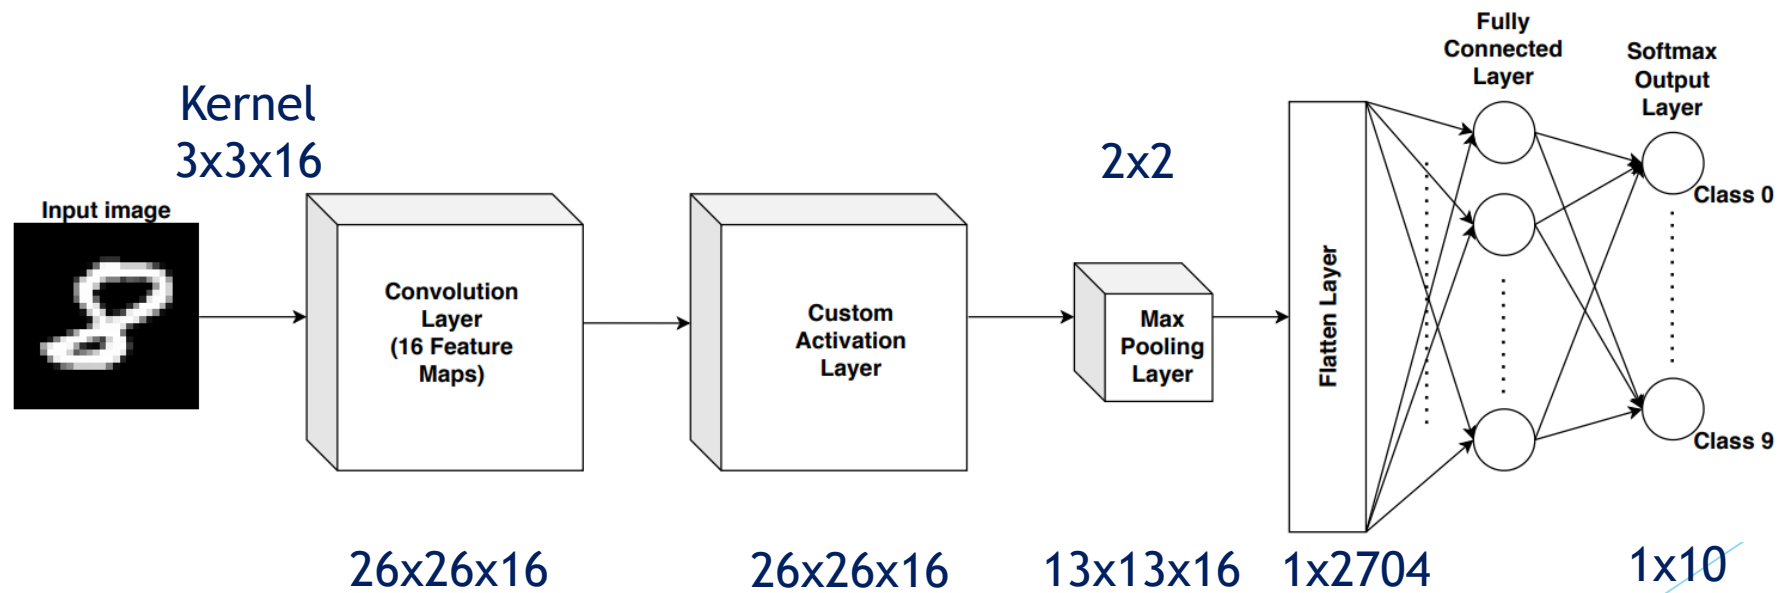 Kernel
3x3x16
Input image
Convolution
Layer
(16 Feature
Maps)
26x26x16
Custom
Activation
Layer
26x26x16
2x2
Max
Pooling
Layer
13x13x16
Flatten Layer
1x2704
Fully
Connected
Layer
Softmax
Output
Layer
Class 0
Class 9
1x10